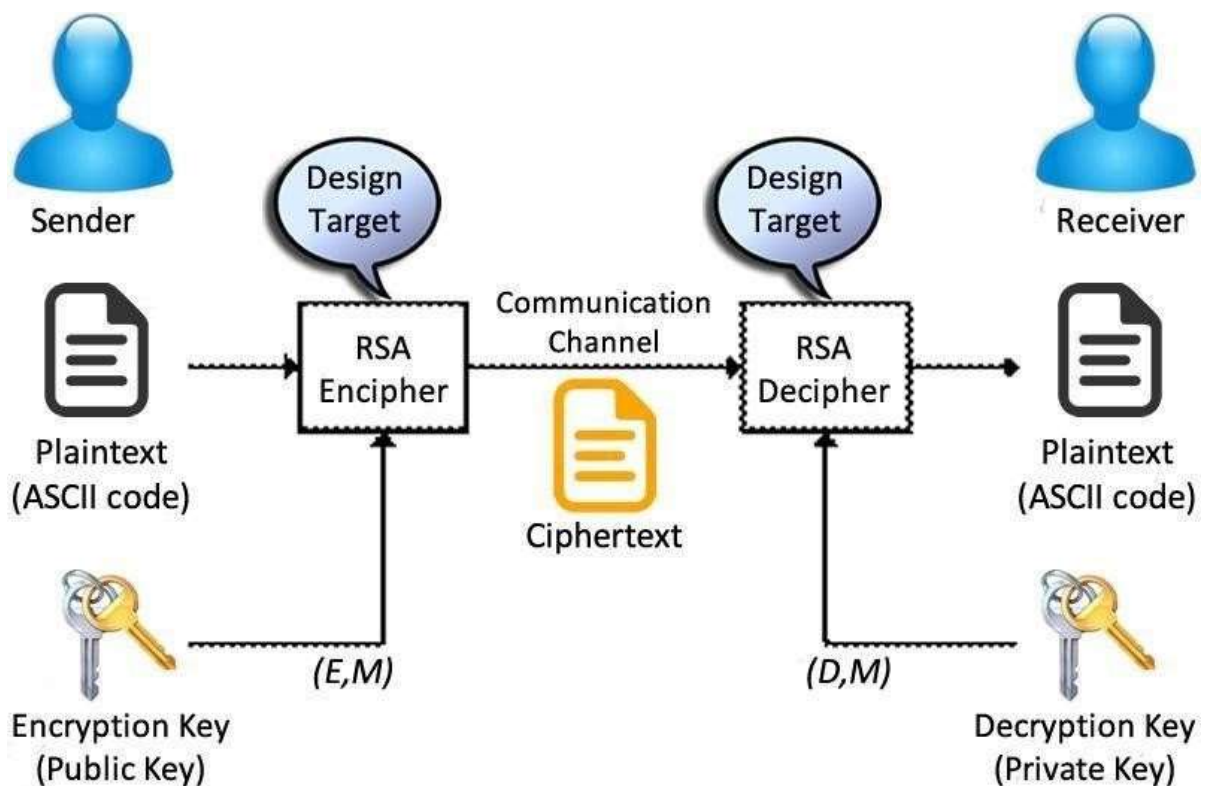 Sender
Design
Target
Design
Target
Receiver
Communication
Channel
RSA
Encipher
RSA
Decipher
Plaintext
(ASCII code)
Ciphertext
Plaintext
(ASCII code)
(E,M)
(D,M)
Encryption Key
(Public Key)
Decryption Key
(Private Key)